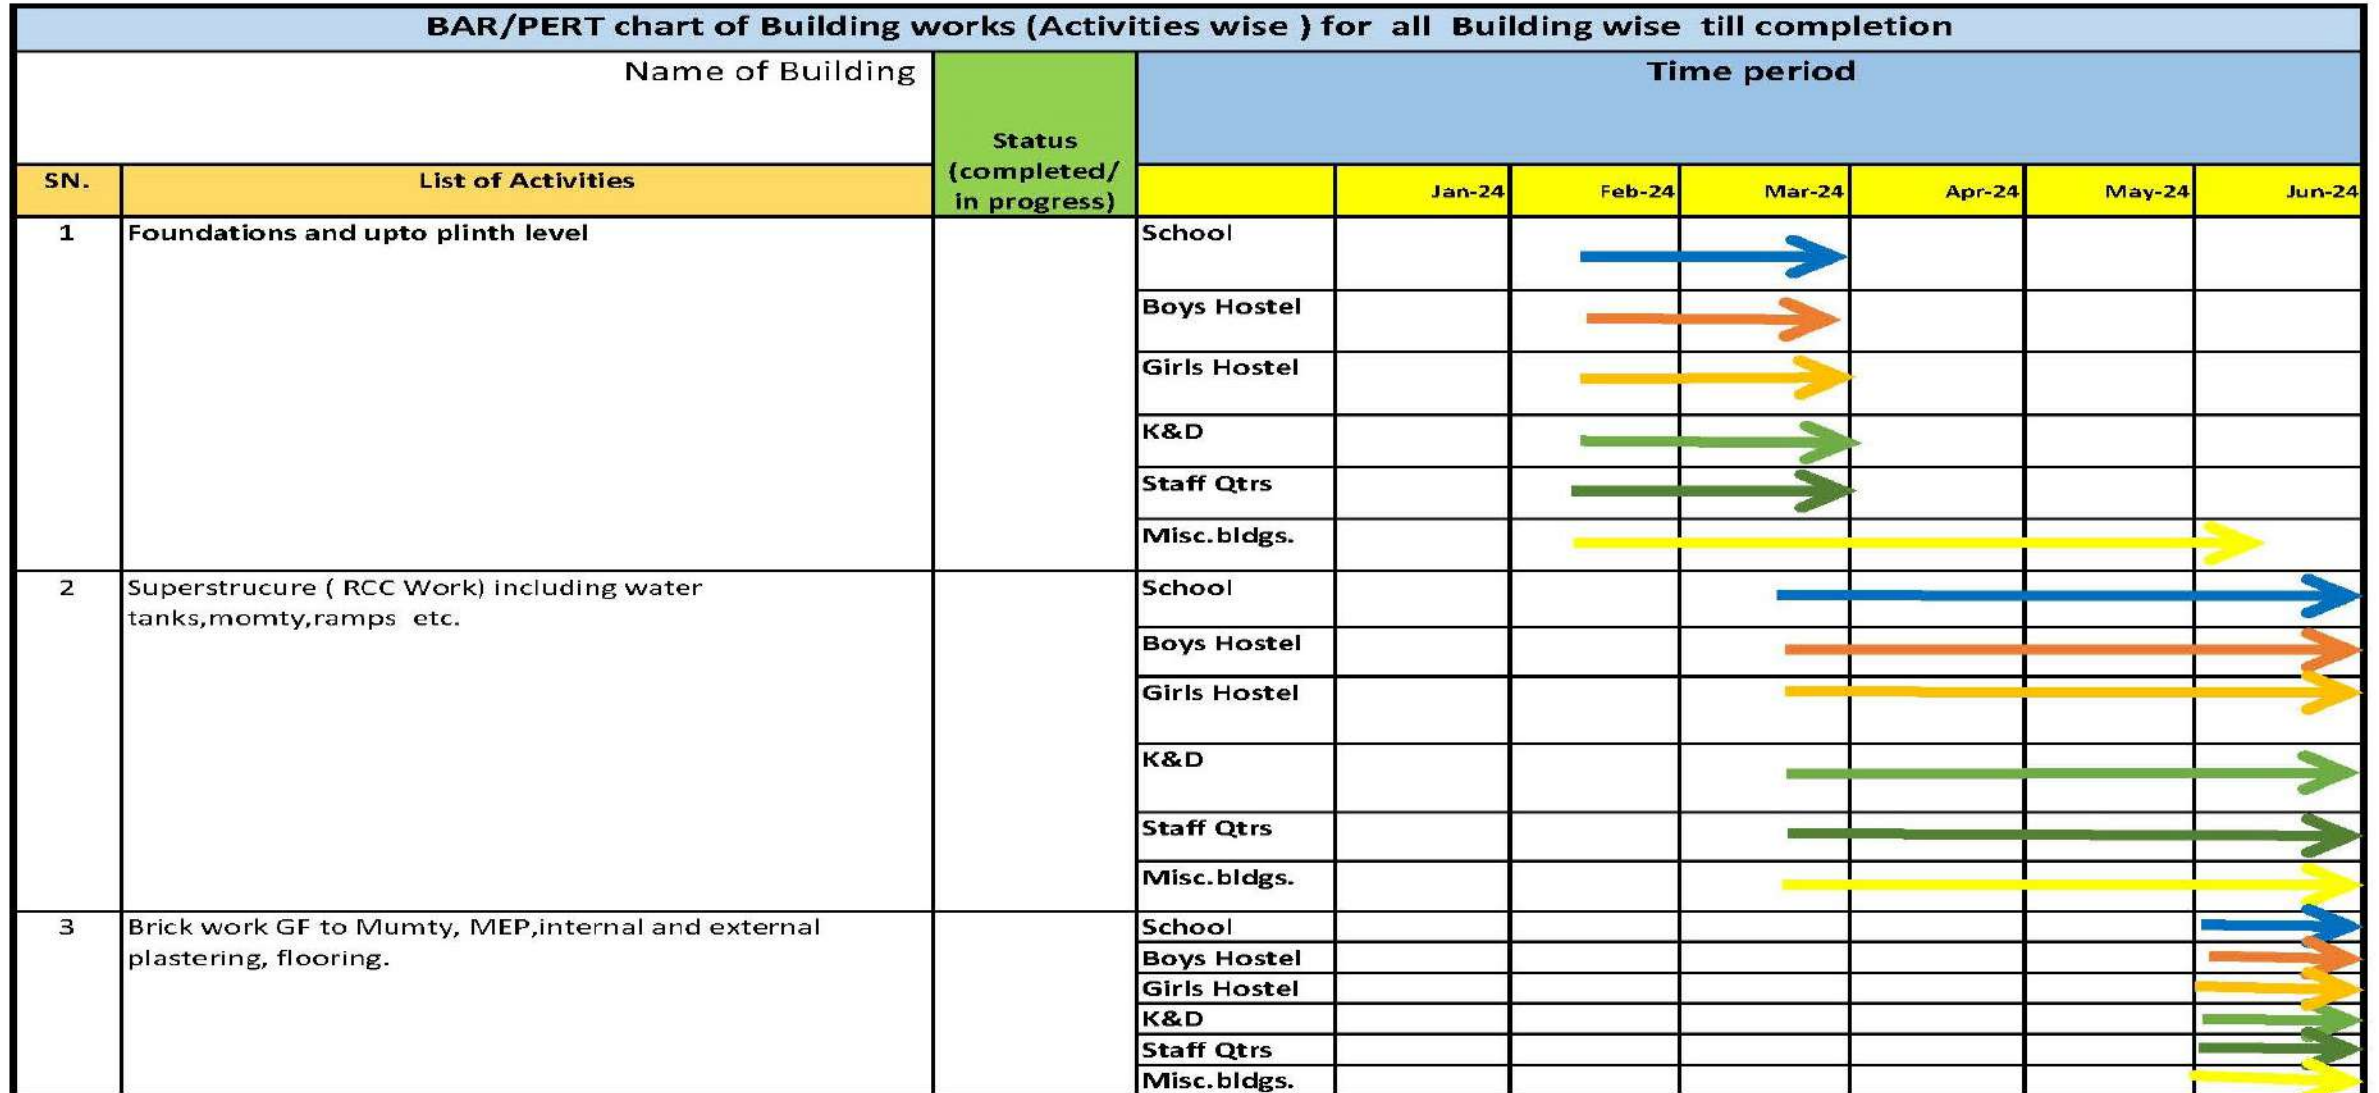 BAR/PERT chart of Building works (Activities wise ) for all Building wise till completion
Name of Building
Status
(completed/
in progress)
Time period
SN.
List of Activities
Jan-24
Feb-24
Mar-24
Apr-24
May-24
Jun-24
1
Foundations and upto plinth level
School
Boys Hostel
Girls Hostel
K&D
Staff Qtrs
Misc.bldgs.
2
Superstrucure ( RCC Work) including water
tanks,momty,ramps etc.
School
Boys Hostel
Girls Hostel
K&D
Staff Qtrs
Misc.bldgs.
3
Brick work GF to Mumty, MEP,internal and external
plastering, flooring.
School
Boys Hostel
Girls Hostel
K&D
Staff Qtrs
Misc.bldgs.